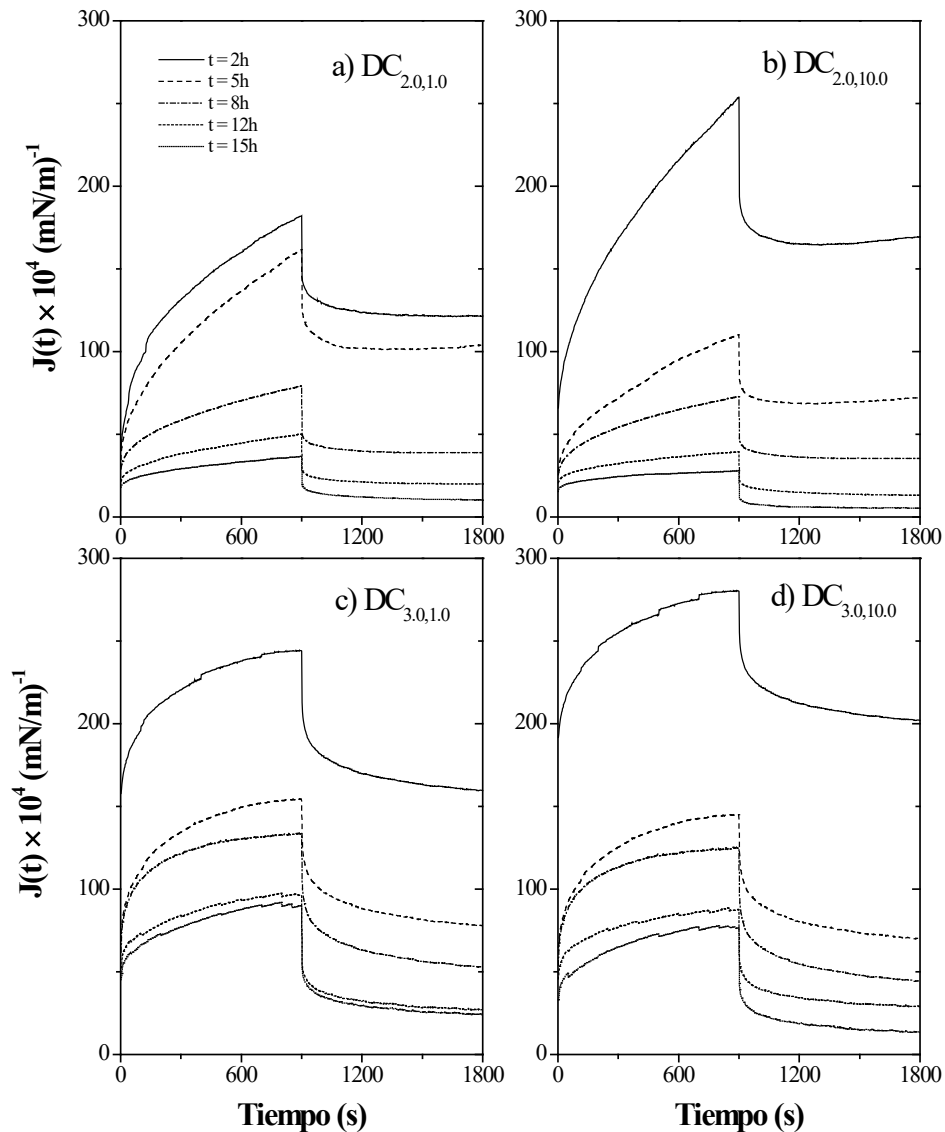 300
200
100
0
J(t) × 10⁴ (mN/m)⁻¹
t = 2h
t = 5h
t = 8h
t = 12h
t = 15h
a) DC₂.₀,₁.₀
0 600 1200 1800
300
200
100
0
b) DC₂.₀,₁₀.₀
0 600 1200 1800
300
200
100
0
J(t) × 10⁴ (mN/m)⁻¹
c) DC₃.₀,₁.₀
0 600 1200 1800
Tiempo (s)
300
200
100
0
d) DC₃.₀,₁₀.₀
0 600 1200 1800
Tiempo (s)